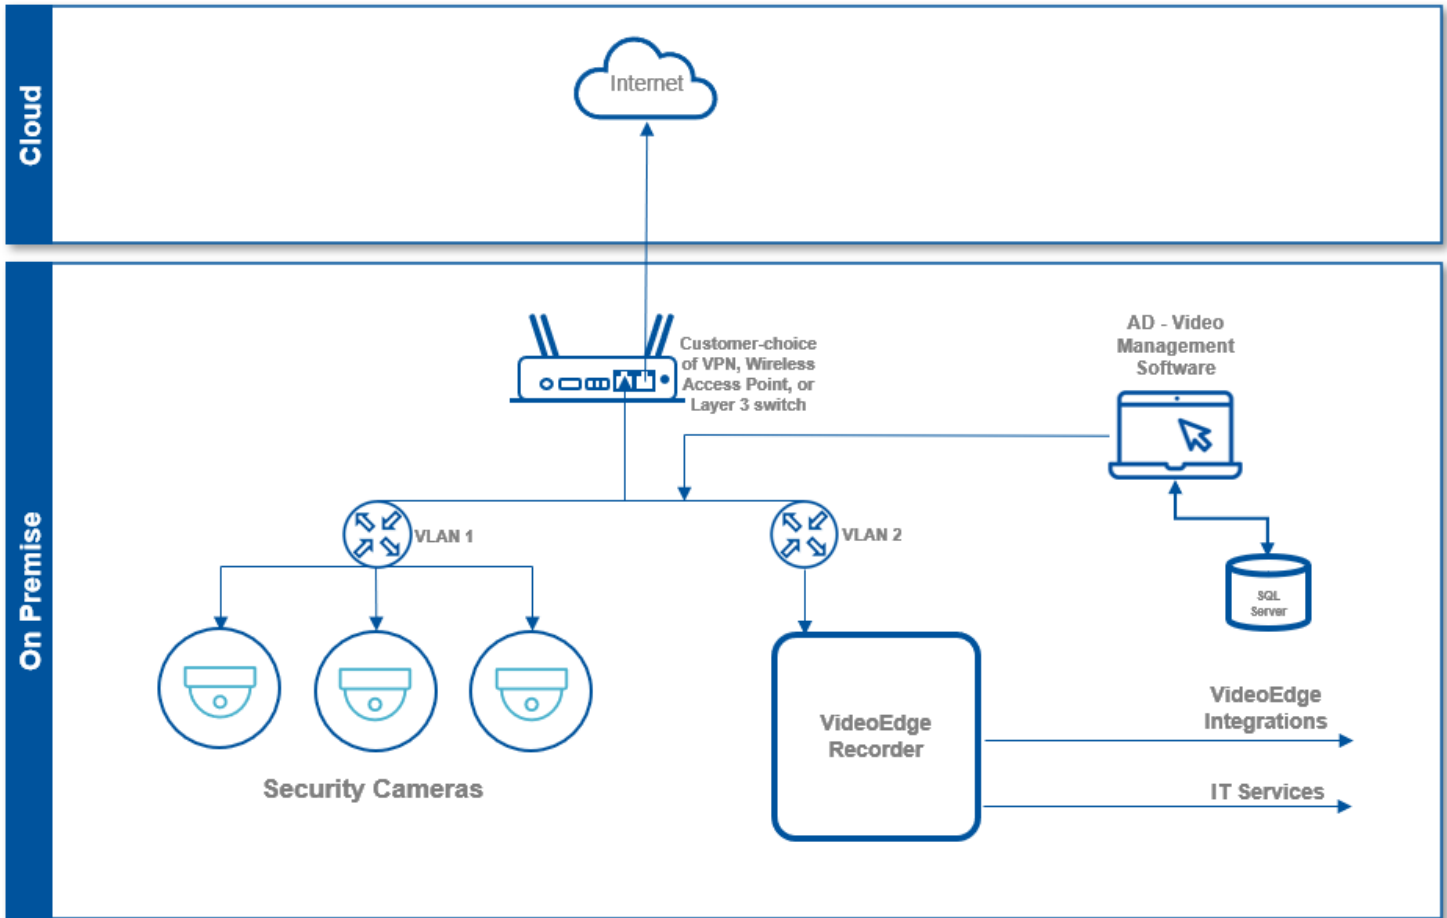 Cloud
Internet
On Premise
Customer-choice
of VPN, Wireless
Access Point, or
Layer 3 switch
AD - Video
Management
Software
VLAN 1
VLAN 2
SQL
Server
Security Cameras
VideoEdge
Recorder
VideoEdge
Integrations
IT Services